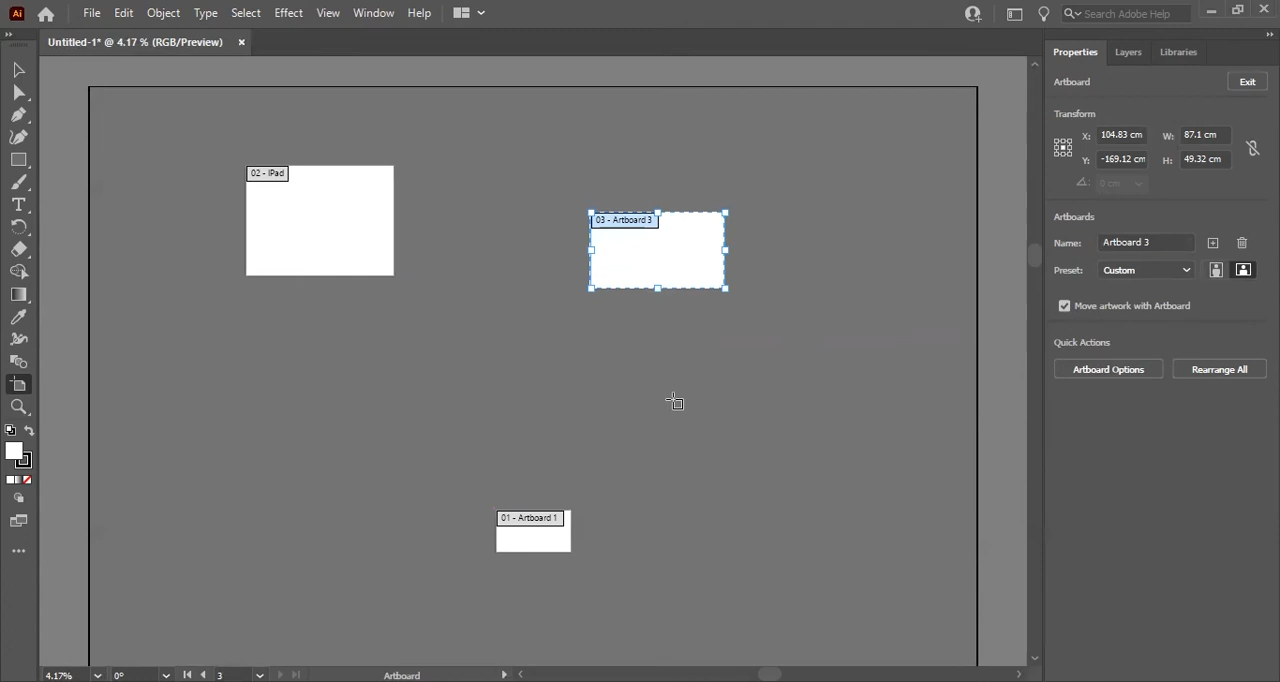 Ai File Edit Object Type Select Effect View Window Help Search Adobe Help
Untitled-1* @ 4.17 % (RGB/Preview)
Properties Layers Libraries
Artboard Exit
Transform
X: 104.83 cm W: 87.1 cm
Y: -169.12 cm H: 49.32 cm
0 cm
Artboards
Name: Artboard 3
Preset: Custom
Move artwork with Artboard
Quick Actions
Artboard Options Rearrange All
02 - iPad
03 - Artboard 3
01 - Artboard 1
4.17% 0° 3 Artboard